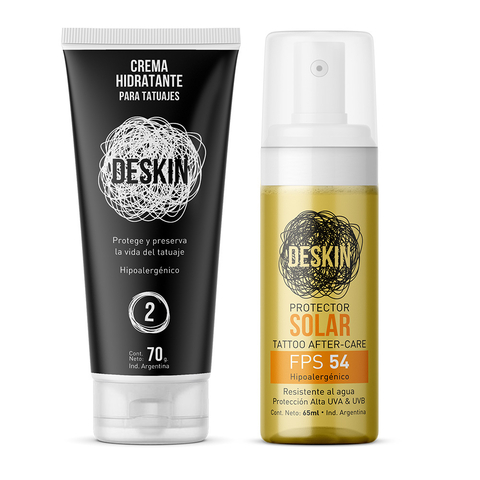 CREMA
HIDRATANTE
PARA TATUAJES
DESKIN
Protege y preserva
la vida del tatuaje
Hipoalergénico
2
Cont.
Neto: 70 g.
Ind. Argentina
DESKIN
PROTECTOR
SOLAR
TATTOO AFTER-CARE
FPS 54
Hipoalergénico
Resistente al agua
Protección Alta UVA & UVB
Cont. Neto: 65ml • Ind. Argentina